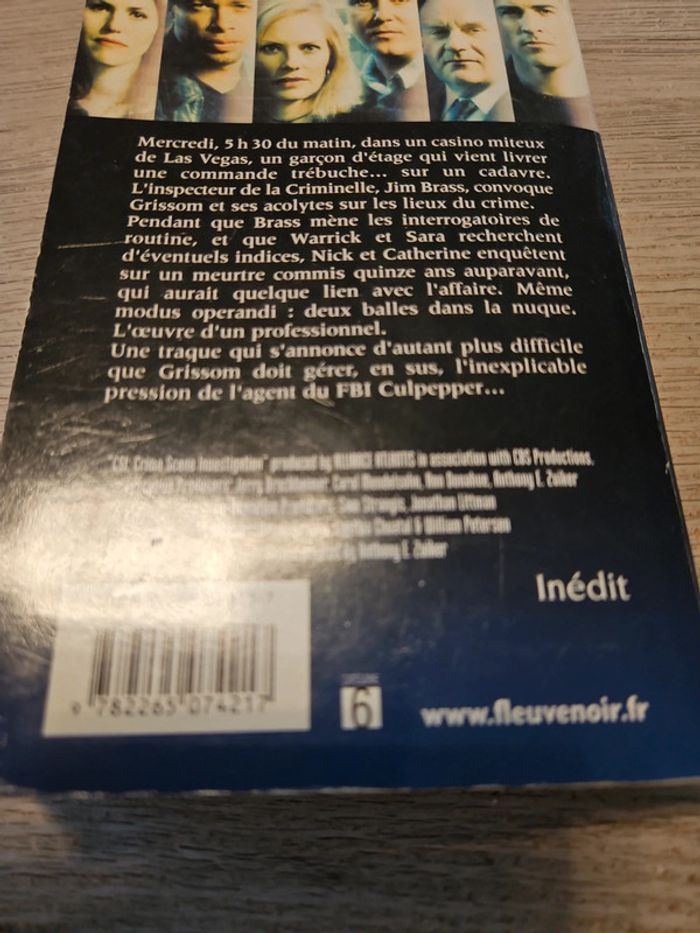 Mercredi, 5 h 30 du matin, dans un casino miteux
de Las Vegas, un garçon d'étage qui vient livrer
une commande trébuche... sur un cadavre.
L'inspecteur de la Criminelle, Jim Brass, convoque
Grissom et ses acolytes sur les lieux du crime.
Pendant que Brass mène les interrogatoires de
routine, et que Warrick et Sara recherchent
d'éventuels indices, Nick et Catherine enquêtent
sur un meurtre commis quinze ans auparavant,
qui aurait quelque lien avec l'affaire. Même
modus operandi : deux balles dans la nuque.
L'œuvre d'un professionnel.
Une traque qui s'annonce d'autant plus difficile
que Grissom doit gérer, en sus, l'inexplicable
pression de l'agent du FBI Culpepper...
"CSI: Crime Scene Investigation" produced by ALLIANCE ATLANTIS in association with CBS Productions.
Producers: Jerry Bruckheimer, Carol Mendelsohn, Ann Donahue, Anthony E. Zuiker
Jonathan Littman
& William Petersen
by Anthony E. Zuiker
Inédit
9 782265 074217
6
www.fleuvenoir.fr